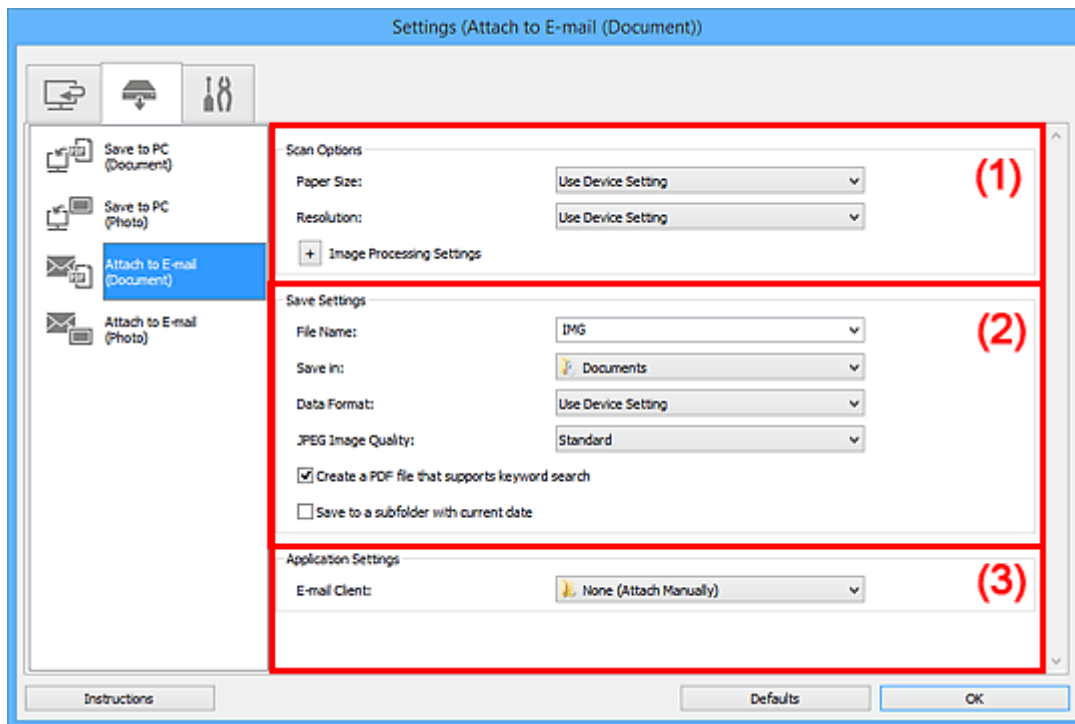 Settings (Attach to E-mail (Document))
Save to PC
(Document)
Save to PC
(Photo)
Attach to E-mail
(Document)
Attach to E-mail
(Photo)
Scan Options
(1)
Paper Size: Use Device Setting
Resolution: Use Device Setting
+ Image Processing Settings
Save Settings
(2)
File Name: IMG
Save in: Documents
Data Format: Use Device Setting
JPEG Image Quality: Standard
Create a PDF file that supports keyword search
Save to a subfolder with current date
Application Settings
(3)
E-mail Client: None (Attach Manually)
Instructions Defaults OK